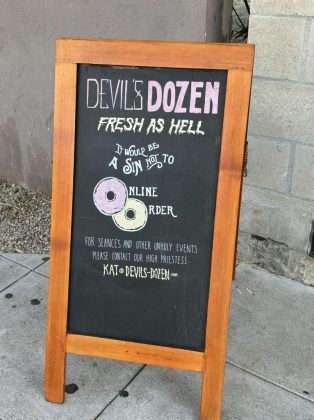 DEVIL'S DOZEN
FRESH AS HELL
IT WOULD BE
A SIN NOT TO
ONLINE
ORDER
FOR SEANCES AND OTHER UNHOLY EVENTS
PLEASE CONTACT OUR HIGH PRIESTESS
KAT@DEVILS-DOZEN.COM